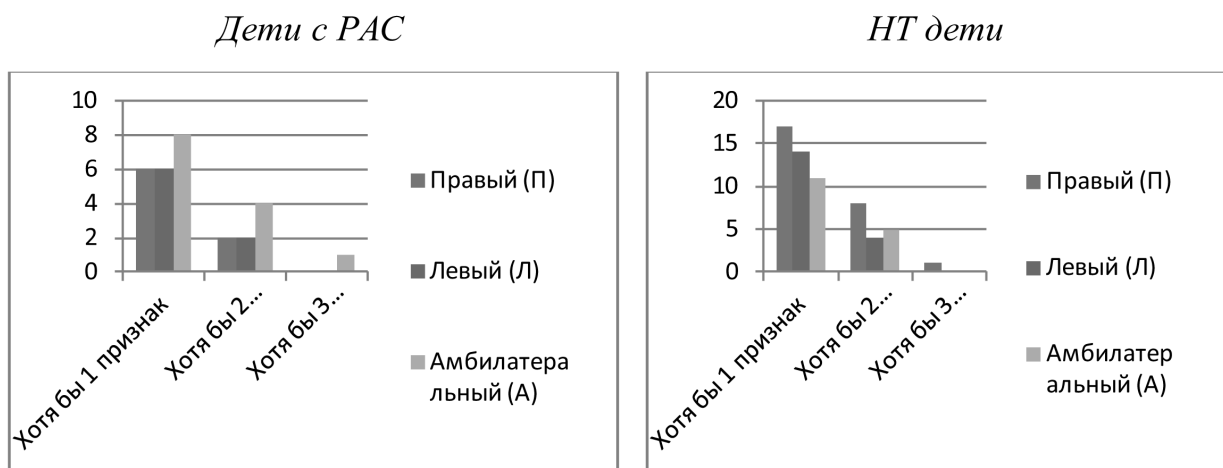 Дети с РАС
10
8
6
4
2
0
Хотя бы 1 признак
Хотя бы 2...
Хотя бы 3...
Правый (П)
Левый (Л)
Амбилатера
льный (А)
НТ дети
20
15
10
5
0
Хотя бы 1 признак
Хотя бы 2...
Хотя бы 3...
Правый (П)
Левый (Л)
Амбилатер
альный (А)